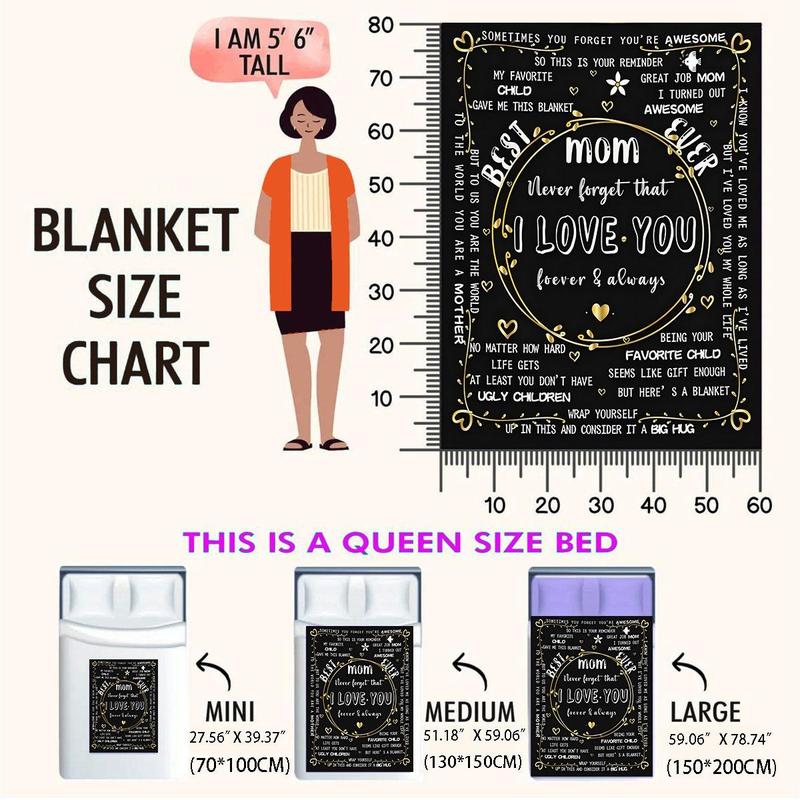 I AM 5' 6"
TALL
BLANKET
SIZE
CHART
80
70
60
50
40
30
20
10
10 20 30 40 50 60
SOMETIMES YOU FORGET YOU'RE AWESOME
SO THIS IS YOUR REMINDER
MY FAVORITE
CHILD
GAVE ME THIS BLANKET
GREAT JOB MOM
I TURNED OUT
AWESOME
TO THE WORLD YOU ARE A MOTHER
BUT TO US YOU ARE THE WORLD
BEST
mom
EVER
Never forget that
I LOVE YOU
foever & always
I KNOW YOU'VE LOVED ME AS LONG AS I'VE LIVED
BUT I'VE LOVED YOU MY WHOLE LIFE
NO MATTER HOW HARD
LIFE GETS
AT LEAST YOU DON'T HAVE
UGLY CHILDREN
BEING YOUR
FAVORITE CHILD
SEEMS LIKE GIFT ENOUGH
BUT HERE' S A BLANKET
WRAP YOURSELF
UP IN THIS AND CONSIDER IT A BIG HUG
THIS IS A QUEEN SIZE BED
MINI
27.56" X 39.37"
(70*100CM)
MEDIUM
51.18" X 59.06"
(130*150CM)
LARGE
59.06" X 78.74"
(150*200CM)